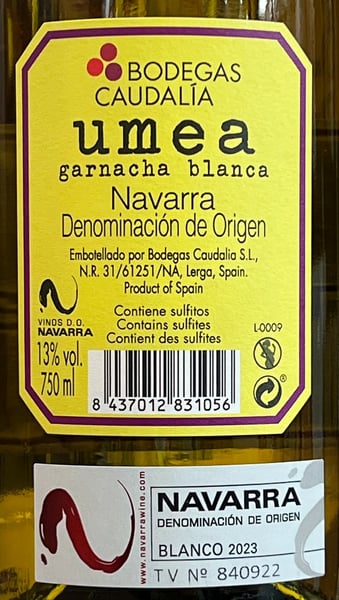 BODEGAS
CAUDALÍA
umea
garnacha blanca
Navarra
Denominación de Origen
Embotellado por Bodegas Caudalia S.L.,
N.R. 31/61251/NA, Lerga, Spain.
Product of Spain
Contiene sulfitos
Contains sulfites
Contient des sulfites
VINOS D.O.
NAVARRA
L-0009
13% vol.
750 ml
8 437012 831056
®
www.navarrawine.com
NAVARRA
DENOMINACIÓN DE ORIGEN
BLANCO 2023
TV Nº 840922